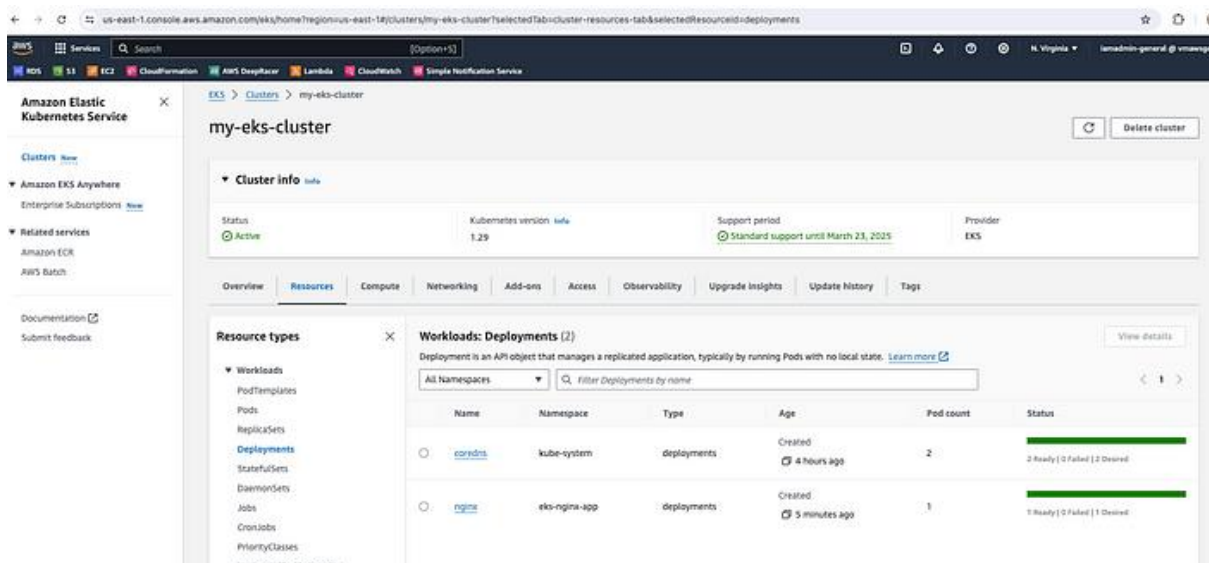 us-east-1.console.aws.amazon.com/eks/home?region=us-east-1#/clusters/my-eks-cluster?selectedTab=cluster-resources-tab&selectedResourceId=deployments
aws Services Search [Option+S] N. Virginia iamadmin-general @
RDS S3 EC2 CloudFormation AWS DeepRacer Lambda CloudWatch Simple Notification Service
Amazon Elastic Kubernetes Service
Clusters New
Amazon EKS Anywhere
Enterprise Subscriptions New
Related services
Amazon ECR
AWS Batch
Documentation
Submit feedback
EKS > Clusters > my-eks-cluster
my-eks-cluster
Delete cluster
Cluster info Info
Status Kubernetes version Info Support period Provider
Active 1.29 Standard support until March 23, 2025 EKS
Overview Resources Compute Networking Add-ons Access Observability Upgrade insights Update history Tags
Resource types
Workloads
PodTemplates
Pods
ReplicaSets
Deployments
StatefulSets
DaemonSets
Jobs
CronJobs
PriorityClasses
Workloads: Deployments (2)
View details
Deployment is an API object that manages a replicated application, typically by running Pods with no local state. Learn more
All Namespaces Filter Deployments by name < 1 >
Name Namespace Type Age Pod count Status
coredns kube-system deployments Created 4 hours ago 2 2 Ready | 0 Failed | 2 Desired
nginx eks-nginx-app deployments Created 5 minutes ago 1 1 Ready | 0 Failed | 1 Desired